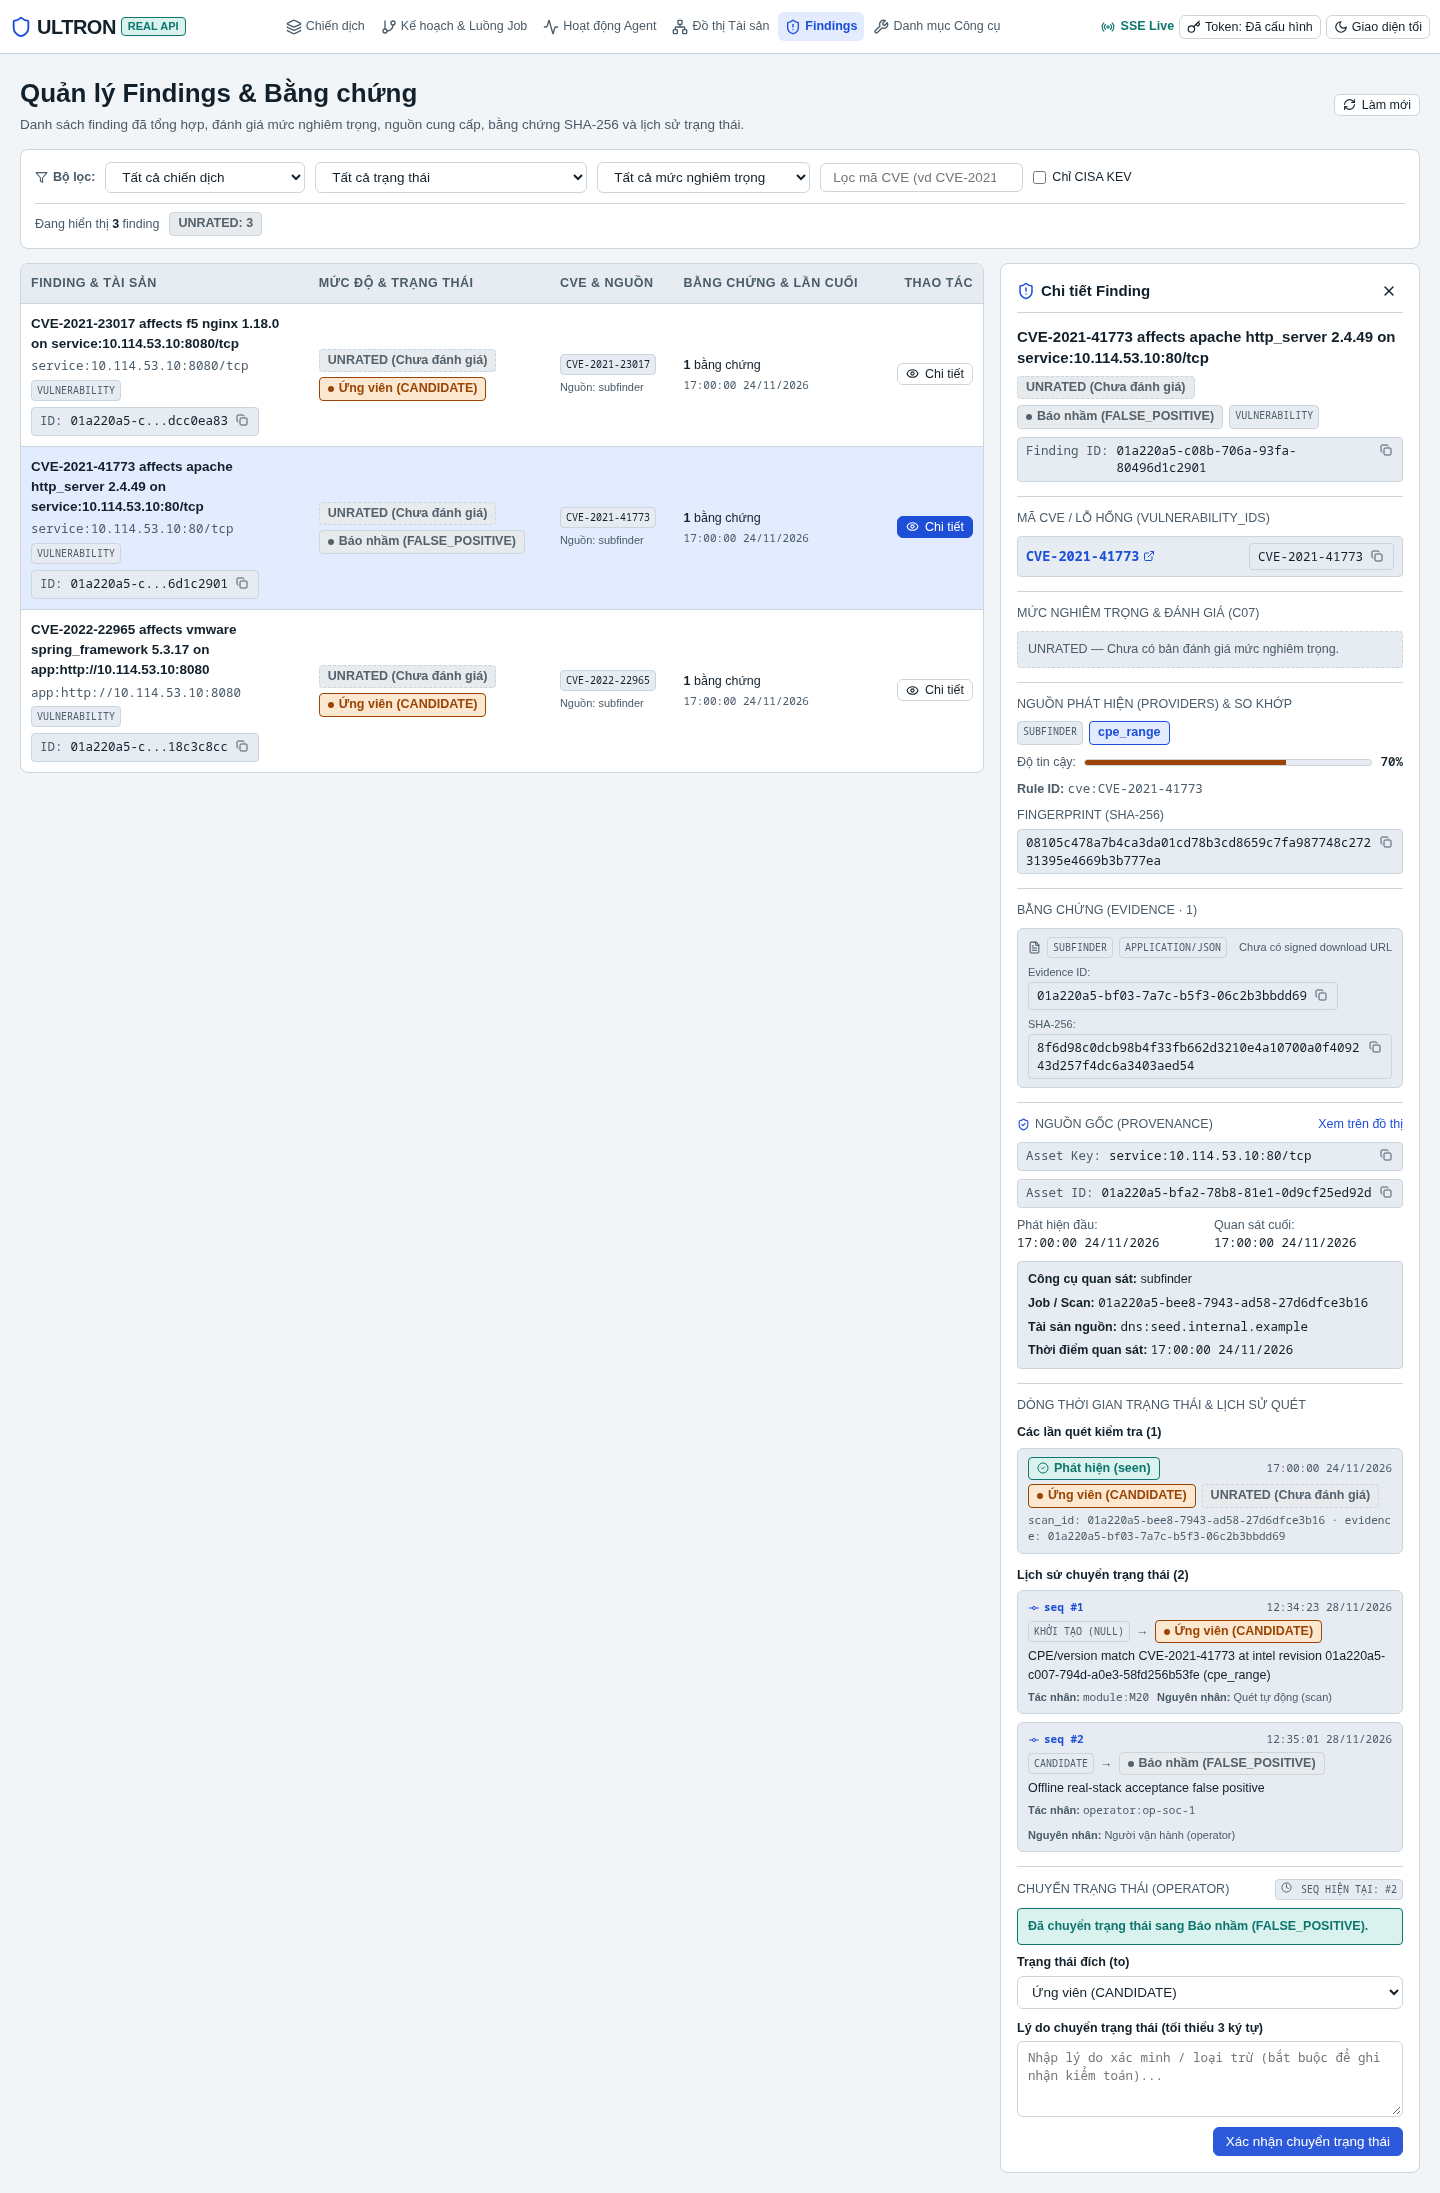 ULTRON REAL API Chiến dịch Kế hoạch & Luồng Job Hoạt động Agent Đồ thị Tài sản Findings Danh mục Công cụ SSE Live Token: Đã cấu hình Giao diện tối
Quản lý Findings & Bằng chứng
Làm mới
Danh sách finding đã tổng hợp, đánh giá mức nghiêm trọng, nguồn cung cấp, bằng chứng SHA-256 và lịch sử trạng thái.
Bộ lọc: Tất cả chiến dịch Tất cả trạng thái Tất cả mức nghiêm trọng Lọc mã CVE (vd CVE-2021 Chỉ CISA KEV
Đang hiển thị 3 finding UNRATED: 3
FINDING & TÀI SẢN MỨC ĐỘ & TRẠNG THÁI CVE & NGUỒN BẰNG CHỨNG & LẦN CUỐI THAO TÁC
CVE-2021-23017 affects f5 nginx 1.18.0
on service:10.114.53.10:8080/tcp
service:10.114.53.10:8080/tcp
VULNERABILITY
ID: 01a220a5-c...dcc0ea83
UNRATED (Chưa đánh giá)
Ứng viên (CANDIDATE)
CVE-2021-23017
Nguồn: subfinder
1 bằng chứng
17:00:00 24/11/2026
Chi tiết
CVE-2021-41773 affects apache
http_server 2.4.49 on
service:10.114.53.10:80/tcp
service:10.114.53.10:80/tcp
VULNERABILITY
ID: 01a220a5-c...6d1c2901
UNRATED (Chưa đánh giá)
Báo nhầm (FALSE_POSITIVE)
CVE-2021-41773
Nguồn: subfinder
1 bằng chứng
17:00:00 24/11/2026
Chi tiết
CVE-2022-22965 affects vmware
spring_framework 5.3.17 on
app:http://10.114.53.10:8080
app:http://10.114.53.10:8080
VULNERABILITY
ID: 01a220a5-c...18c3c8cc
UNRATED (Chưa đánh giá)
Ứng viên (CANDIDATE)
CVE-2022-22965
Nguồn: subfinder
1 bằng chứng
17:00:00 24/11/2026
Chi tiết
Chi tiết Finding
CVE-2021-41773 affects apache http_server 2.4.49 on
service:10.114.53.10:80/tcp
UNRATED (Chưa đánh giá)
Báo nhầm (FALSE_POSITIVE) VULNERABILITY
Finding ID: 01a220a5-c08b-706a-93fa-
80496d1c2901
MÃ CVE / LỖ HỔNG (VULNERABILITY_IDS)
CVE-2021-41773 CVE-2021-41773
MỨC NGHIÊM TRỌNG & ĐÁNH GIÁ (C07)
UNRATED — Chưa có bản đánh giá mức nghiêm trọng.
NGUỒN PHÁT HIỆN (PROVIDERS) & SO KHỚP
SUBFINDER cpe_range
Độ tin cậy: 70%
Rule ID: cve:CVE-2021-41773
FINGERPRINT (SHA-256)
08105c478a7b4ca3da01cd78b3cd8659c7fa987748c272
31395e4669b3b777ea
BẰNG CHỨNG (EVIDENCE · 1)
SUBFINDER APPLICATION/JSON Chưa có signed download URL
Evidence ID:
01a220a5-bf03-7a7c-b5f3-06c2b3bbdd69
SHA-256:
8f6d98c0dcb98b4f33fb662d3210e4a10700a0f4092
43d257f4dc6a3403aed54
NGUỒN GỐC (PROVENANCE) Xem trên đồ thị
Asset Key: service:10.114.53.10:80/tcp
Asset ID: 01a220a5-bfa2-78b8-81e1-0d9cf25ed92d
Phát hiện đầu: Quan sát cuối:
17:00:00 24/11/2026 17:00:00 24/11/2026
Công cụ quan sát: subfinder
Job / Scan: 01a220a5-bee8-7943-ad58-27d6dfce3b16
Tài sản nguồn: dns:seed.internal.example
Thời điểm quan sát: 17:00:00 24/11/2026
DÒNG THỜI GIAN TRẠNG THÁI & LỊCH SỬ QUÉT
Các lần quét kiểm tra (1)
Phát hiện (seen) 17:00:00 24/11/2026
Ứng viên (CANDIDATE) UNRATED (Chưa đánh giá)
scan_id: 01a220a5-bee8-7943-ad58-27d6dfce3b16 · evidenc
e: 01a220a5-bf03-7a7c-b5f3-06c2b3bbdd69
Lịch sử chuyển trạng thái (2)
seq #1 12:34:23 28/11/2026
KHỞI TẠO (NULL) → Ứng viên (CANDIDATE)
CPE/version match CVE-2021-41773 at intel revision 01a220a5-
c007-794d-a0e3-58fd256b53fe (cpe_range)
Tác nhân: module:M20 Nguyên nhân: Quét tự động (scan)
seq #2 12:35:01 28/11/2026
CANDIDATE → Báo nhầm (FALSE_POSITIVE)
Offline real-stack acceptance false positive
Tác nhân: operator:op-soc-1
Nguyên nhân: Người vận hành (operator)
CHUYỂN TRẠNG THÁI (OPERATOR) SEQ HIỆN TẠI: #2
Đã chuyển trạng thái sang Báo nhầm (FALSE_POSITIVE).
Trạng thái đích (to)
Ứng viên (CANDIDATE)
Lý do chuyển trạng thái (tối thiểu 3 ký tự)
Nhập lý do xác minh / loại trừ (bắt buộc để ghi
nhận kiểm toán)...
Xác nhận chuyển trạng thái